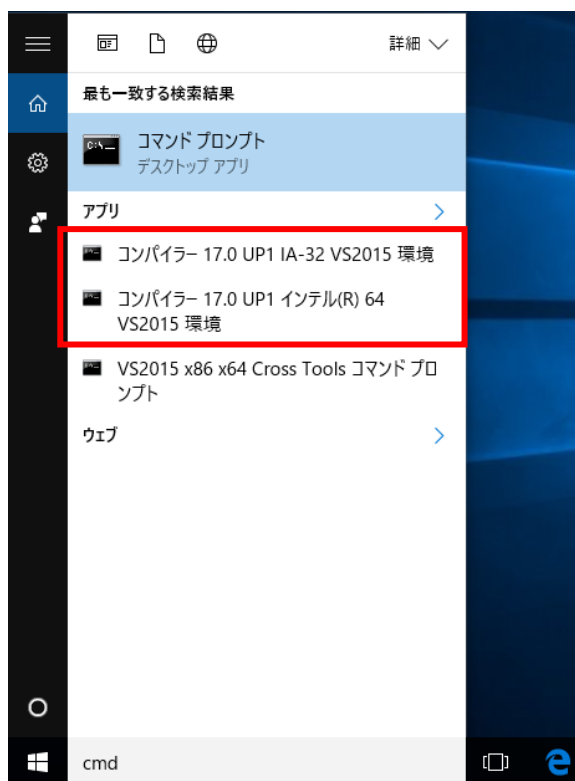 詳細
最も一致する検索結果
コマンド プロンプト
デスクトップ アプリ
アプリ
コンパイラー 17.0 UP1 IA-32 VS2015 環境
コンパイラー 17.0 UP1 インテル(R) 64
VS2015 環境
VS2015 x86 x64 Cross Tools コマンド プロ
ンプト
ウェブ
cmd